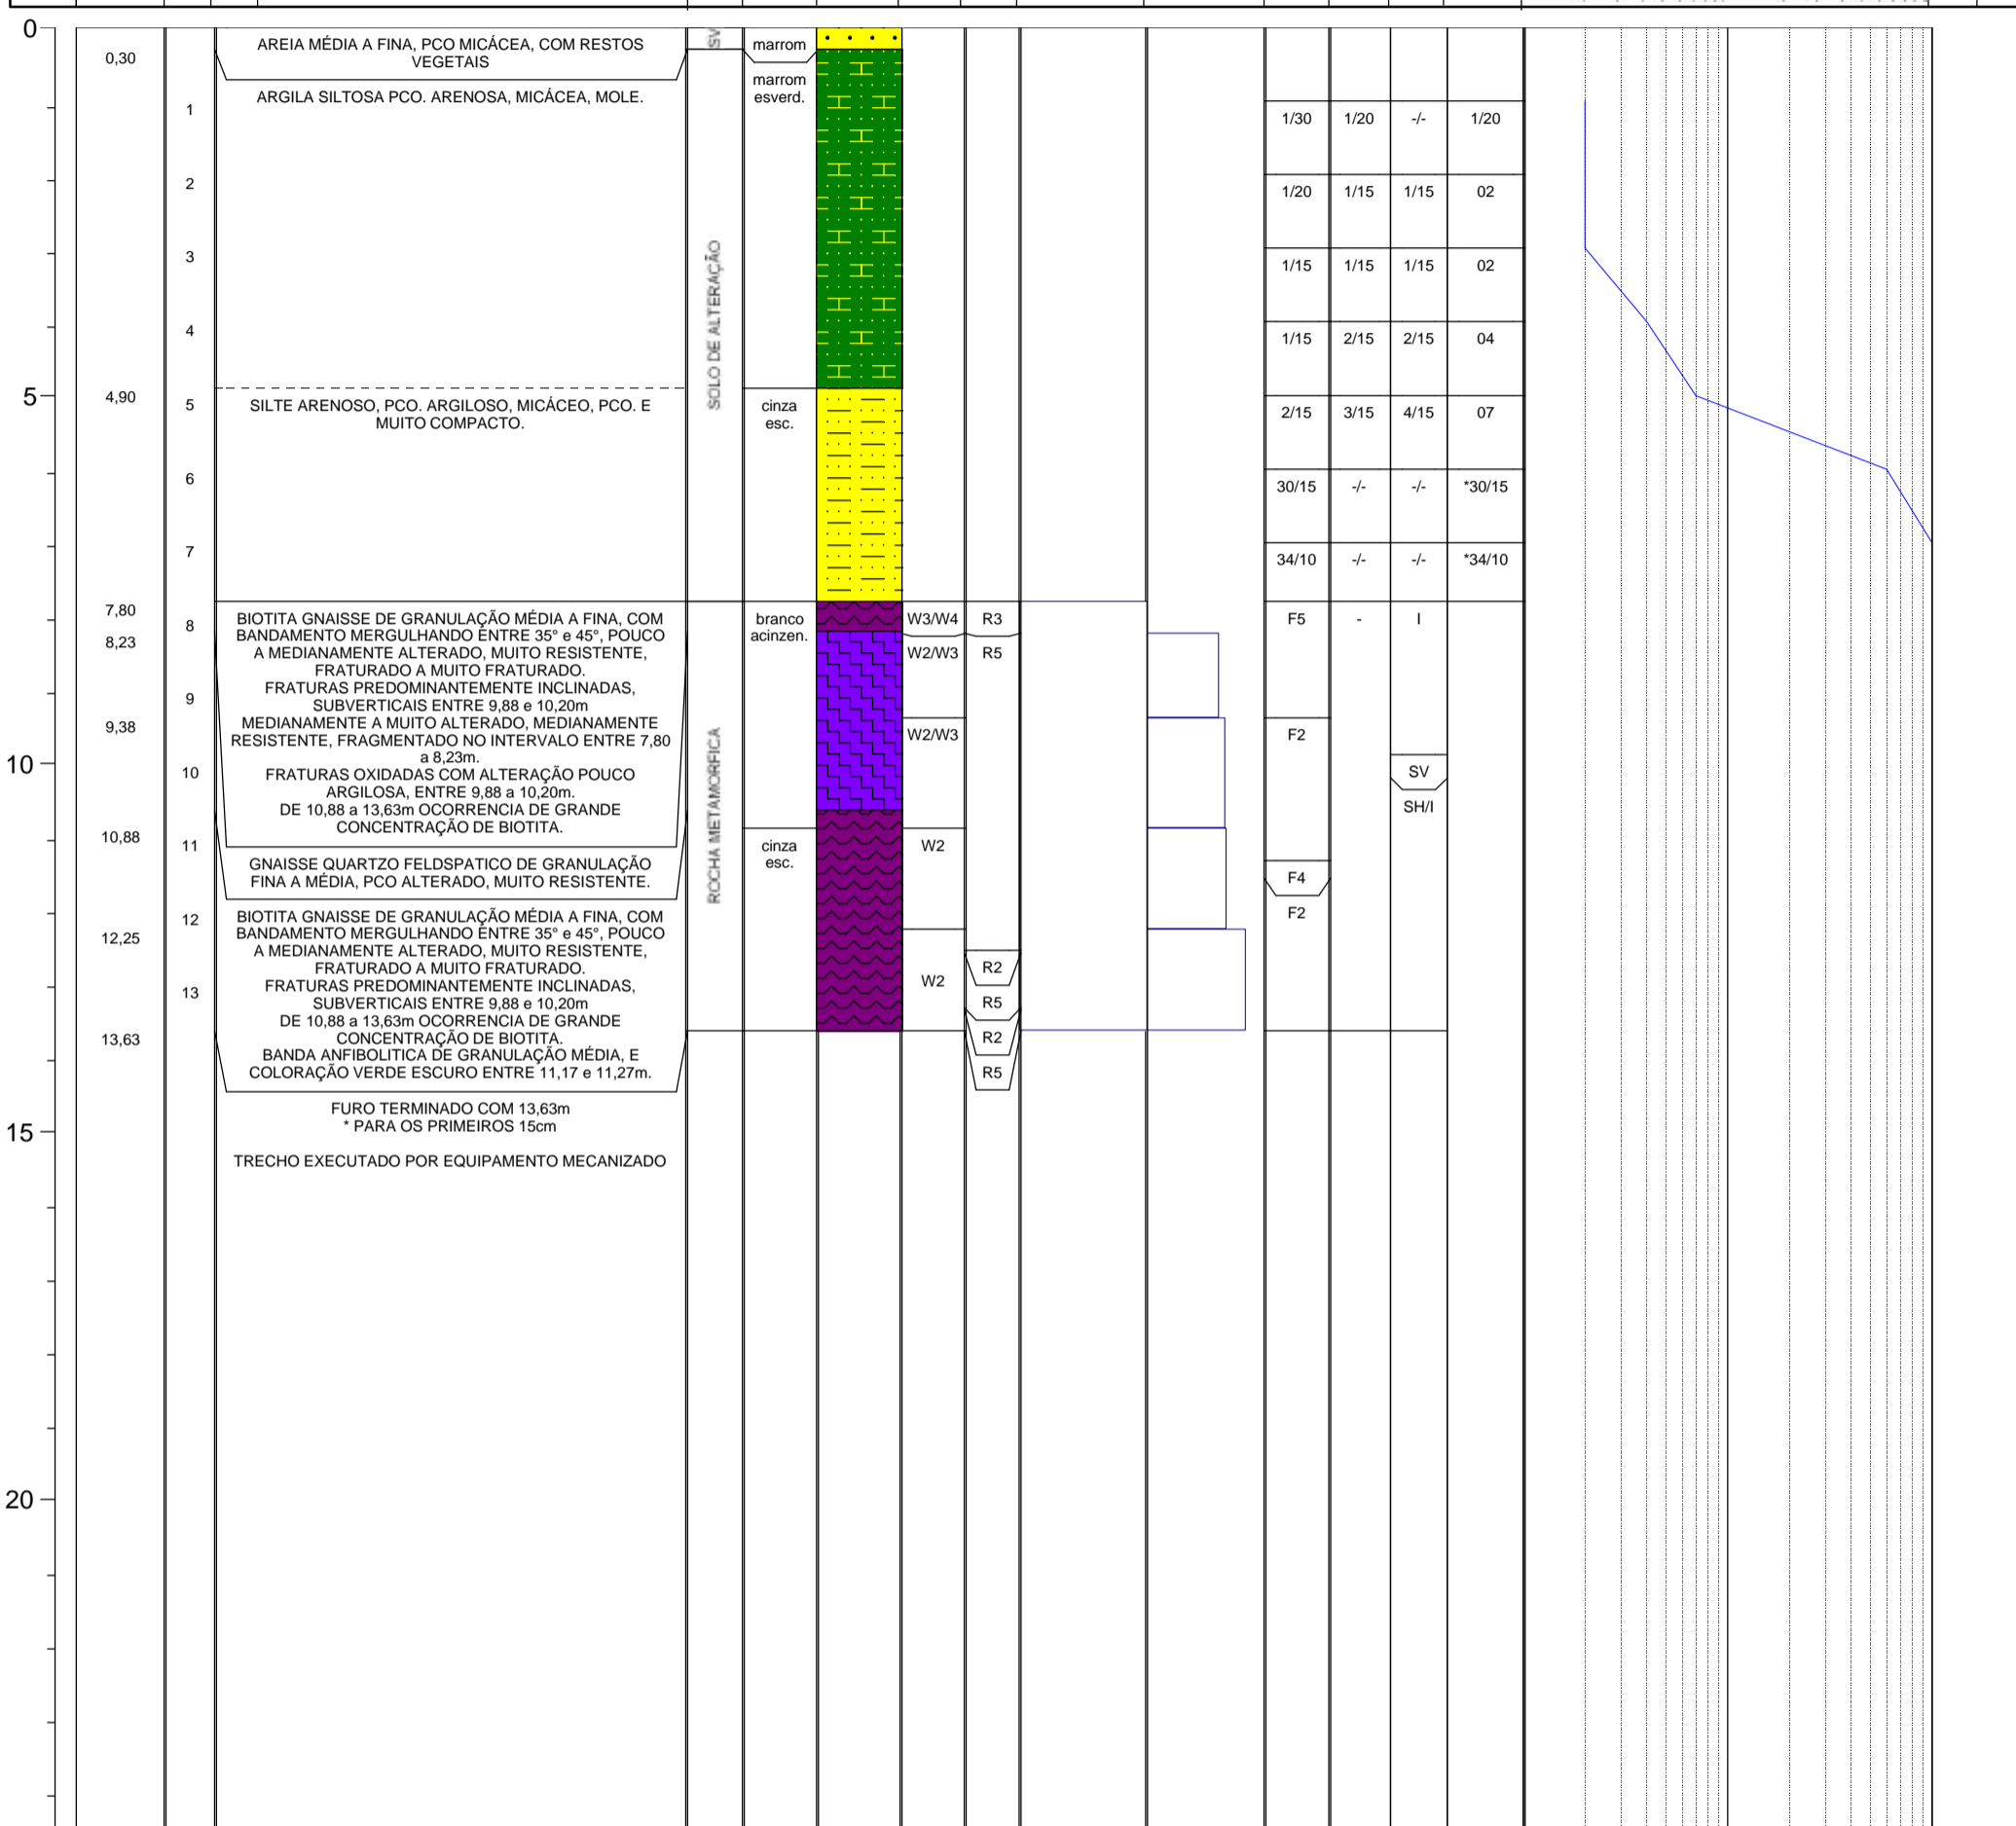 0
0,30
AREIA MÉDIA A FINA, PCO MICÁCEA, COM RESTOS
VEGETAIS
SV
marrom
marrom
esverd.
ARGILA SILTOSA PCO. ARENOSA, MICÁCEA, MOLE.
1
1/30 1/20 -/- 1/20
2
1/20 1/15 1/15 02
3
1/15 1/15 1/15 02
SOLO DE ALTERAÇÃO
4
1/15 2/15 2/15 04
5
4,90
5
SILTE ARENOSO, PCO. ARGILOSO, MICÁCEO, PCO. E
MUITO COMPACTO.
cinza
esc.
2/15 3/15 4/15 07
6
30/15 -/- -/- *30/15
7
34/10 -/- -/- *34/10
7,80
8,23
8
BIOTITA GNAISSE DE GRANULAÇÃO MÉDIA A FINA, COM
BANDAMENTO MERGULHANDO ENTRE 35° e 45°, POUCO
A MEDIANAMENTE ALTERADO, MUITO RESISTENTE,
FRATURADO A MUITO FRATURADO.
FRATURAS PREDOMINANTEMENTE INCLINADAS,
SUBVERTICAIS ENTRE 9,88 e 10,20m
MEDIANAMENTE A MUITO ALTERADO, MEDIANAMENTE
RESISTENTE, FRAGMENTADO NO INTERVALO ENTRE 7,80
a 8,23m.
FRATURAS OXIDADAS COM ALTERAÇÃO POUCO
ARGILOSA, ENTRE 9,88 a 10,20m.
DE 10,88 a 13,63m OCORRENCIA DE GRANDE
CONCENTRAÇÃO DE BIOTITA.
branco
acinzen.
W3/W4 R3
W2/W3 R5
F5 - I
9
9,38
W2/W3
F2
10
10
SV
SH/I
ROCHA METAMÓRFICA
10,88
11
GNAISSE QUARTZO FELDSPATICO DE GRANULAÇÃO
FINA A MÉDIA, PCO ALTERADO, MUITO RESISTENTE.
cinza
esc.
W2
F4
F2
12
12,25
13
13,63
BIOTITA GNAISSE DE GRANULAÇÃO MÉDIA A FINA, COM
BANDAMENTO MERGULHANDO ENTRE 35° e 45°, POUCO
A MEDIANAMENTE ALTERADO, MUITO RESISTENTE,
FRATURADO A MUITO FRATURADO.
FRATURAS PREDOMINANTEMENTE INCLINADAS,
SUBVERTICAIS ENTRE 9,88 e 10,20m
DE 10,88 a 13,63m OCORRENCIA DE GRANDE
CONCENTRAÇÃO DE BIOTITA.
BANDA ANFIBOLITICA DE GRANULAÇÃO MÉDIA, E
COLORAÇÃO VERDE ESCURO ENTRE 11,17 e 11,27m.
W2
R2
R5
R2
R5
FURO TERMINADO COM 13,63m
* PARA OS PRIMEIROS 15cm
15
TRECHO EXECUTADO POR EQUIPAMENTO MECANIZADO
20